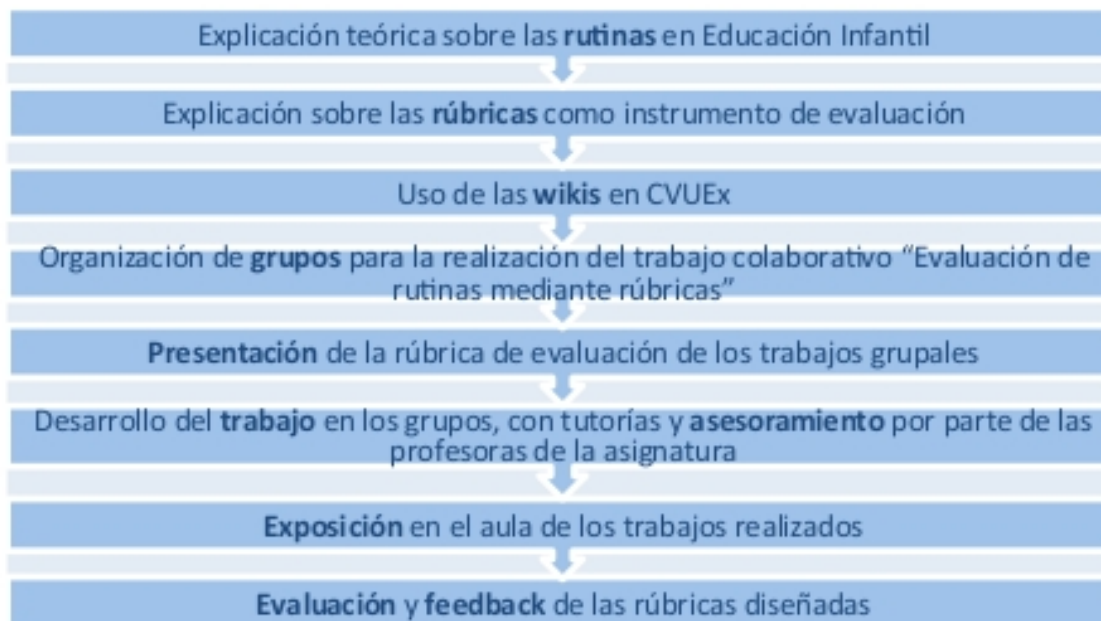 Explicación teórica sobre las rutinas en Educación Infantil
Explicación sobre las rúbricas como instrumento de evaluación
Uso de las wikis en CVUEx
Organización de grupos para la realización del trabajo colaborativo “Evaluación de
rutinas mediante rúbricas”
Presentación de la rúbrica de evaluación de los trabajos grupales
Desarrollo del trabajo en los grupos, con tutorías y asesoramiento por parte de las
profesoras de la asignatura
Exposición en el aula de los trabajos realizados
Evaluación y feedback de las rúbricas diseñadas